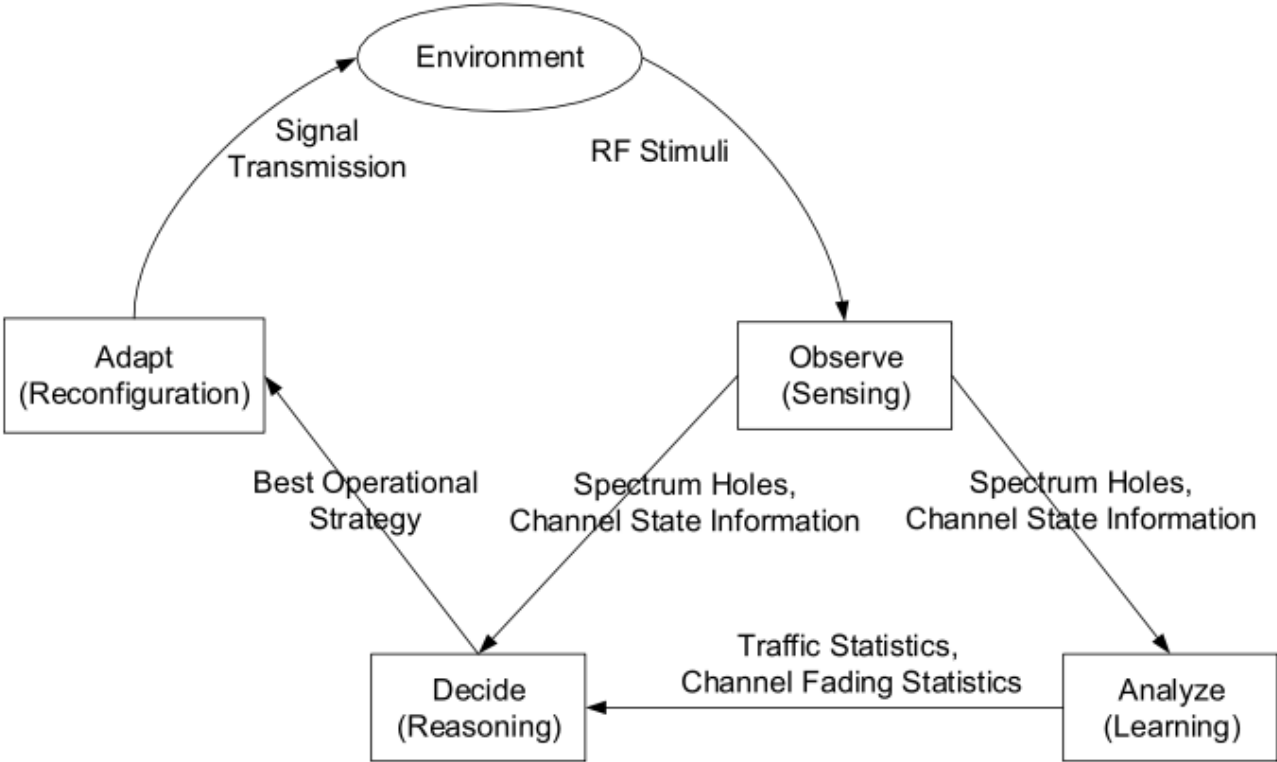 Environment
Signal
Transmission
RF Stimuli
Adapt
(Reconfiguration)
Observe
(Sensing)
Best Operational
Strategy
Spectrum Holes,
Channel State Information
Spectrum Holes,
Channel State Information
Traffic Statistics,
Channel Fading Statistics
Decide
(Reasoning)
Analyze
(Learning)